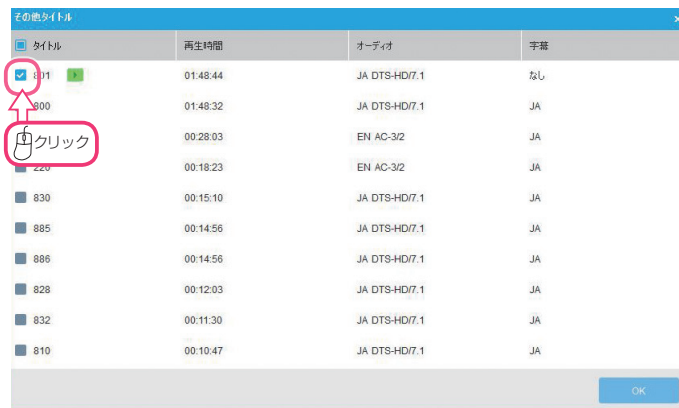 その他タイトル ×
タイトル 再生時間 オーディオ 字幕
801 01:48:44 JA DTS-HD/7.1 なし
800 01:48:32 JA DTS-HD/7.1 JA
クリック 00:28:03 EN AC-3/2 JA
220 00:18:23 EN AC-3/2 JA
830 00:15:10 JA DTS-HD/7.1 JA
885 00:14:56 JA DTS-HD/7.1 JA
886 00:14:56 JA DTS-HD/7.1 JA
828 00:12:03 JA DTS-HD/7.1 JA
832 00:11:30 JA DTS-HD/7.1 JA
810 00:10:47 JA DTS-HD/7.1 JA
OK